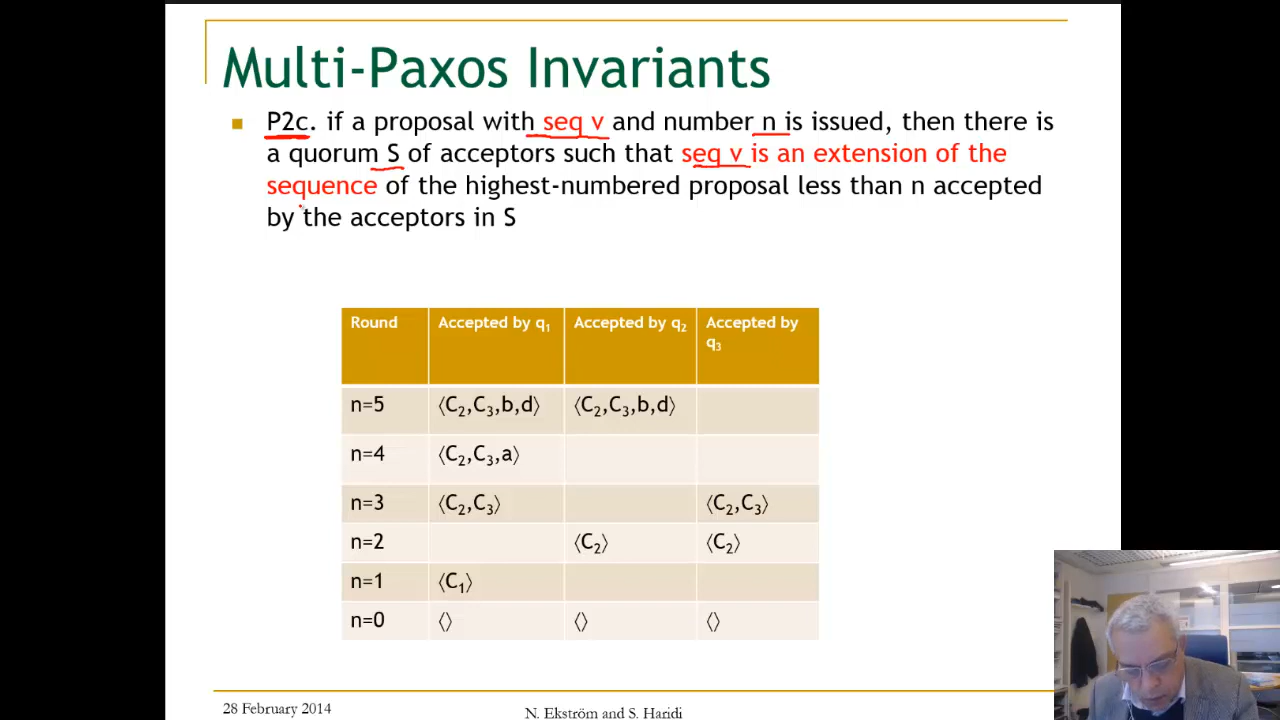 Multi-Paxos Invariants
P2c. if a proposal with seq v and number n is issued, then there is
a quorum S of acceptors such that seq v is an extension of the
sequence of the highest-numbered proposal less than n accepted
by the acceptors in S
Round Accepted by q₁ Accepted by q₂ Accepted by
q₃
n=5 ⟨C₂,C₃,b,d⟩ ⟨C₂,C₃,b,d⟩
n=4 ⟨C₂,C₃,a⟩
n=3 ⟨C₂,C₃⟩ ⟨C₂,C₃⟩
n=2 ⟨C₂⟩ ⟨C₂⟩
n=1 ⟨C₁⟩
n=0 ⟨⟩ ⟨⟩ ⟨⟩
28 February 2014 N. Ekström and S. Haridi